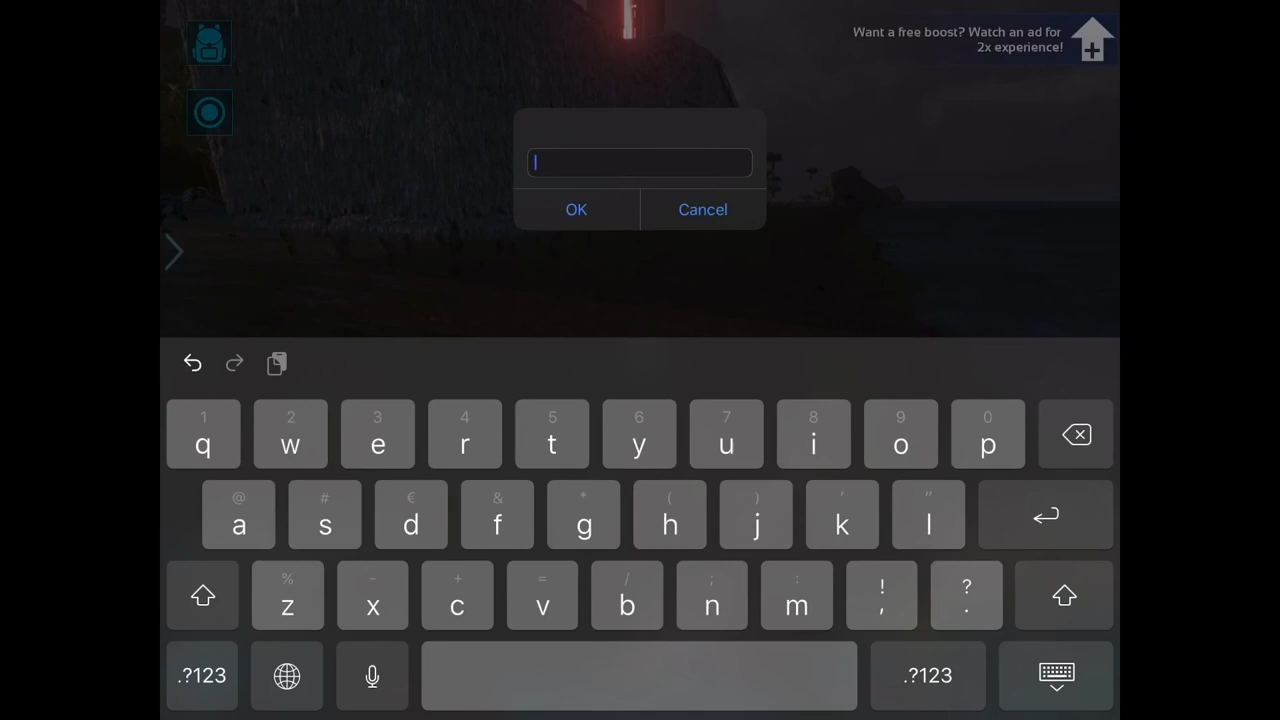 Want a free boost? Watch an ad for
2x experience!
OK Cancel
1 2 3 4 5 6 7 8 9 0
q w e r t y u i o p
@ # € & * ( ) ' "
a s d f g h j k l
% - + = / ; : ! ?
z x c v b n m , .
.?123 .?123